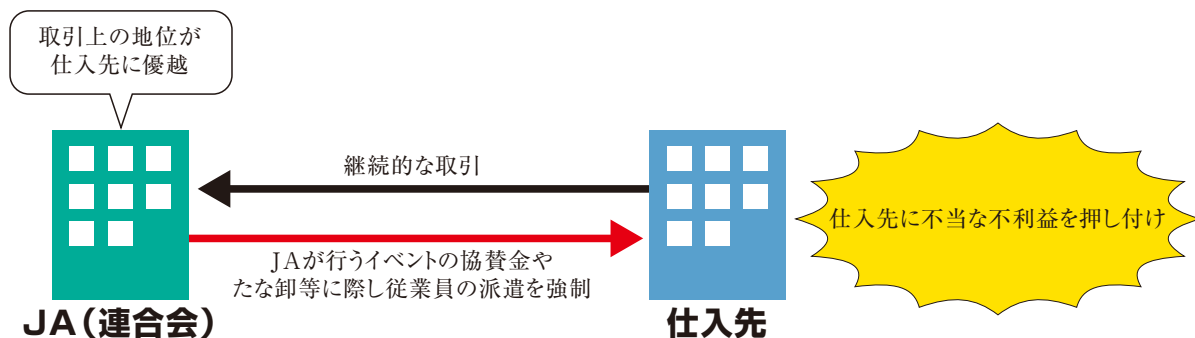 取引上の地位が
仕入先に優越
継続的な取引
仕入先に不当な不利益を押し付け
JAが行うイベントの協賛金や
たな卸等に際し従業員の派遣を強制
JA（連合会）
仕入先